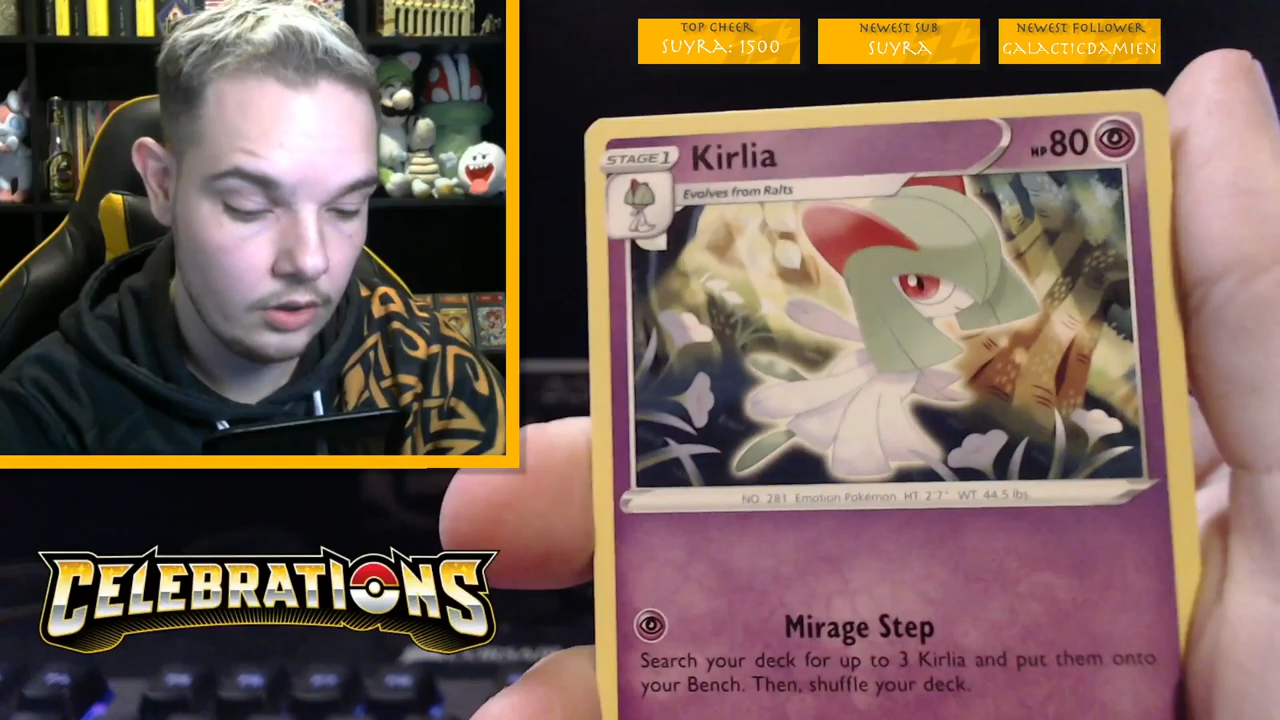 TOP CHEER
SUYRA: 1500
NEWEST SUB
SUYRA
NEWEST FOLLOWER
GALACTICDAMIEN
STAGE 1
Kirlia
HP 80
Evolves from Ralts
NO. 281 Emotion Pokémon HT 2'7" WT 44.5 lbs.
CELEBRATIONS
Mirage Step
Search your deck for up to 3 Kirlia and put them onto
your Bench. Then, shuffle your deck.